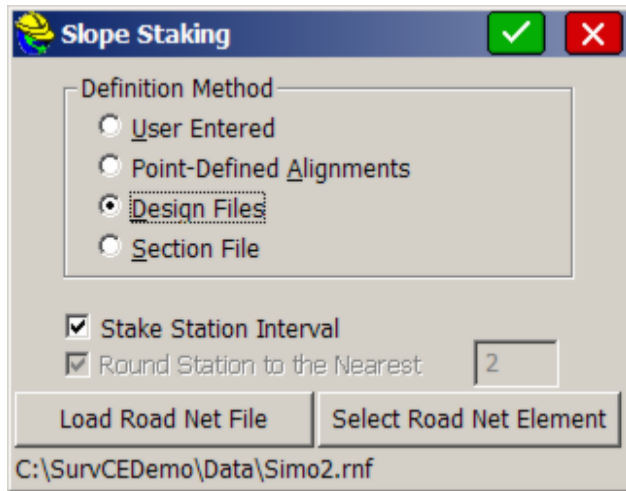 Slope Staking
Definition Method
User Entered
Point-Defined Alignments
Design Files
Section File
Stake Station Interval
Round Station to the Nearest 2
Load Road Net File Select Road Net Element
C:\SurvCEDemo\Data\Simo2.rnf